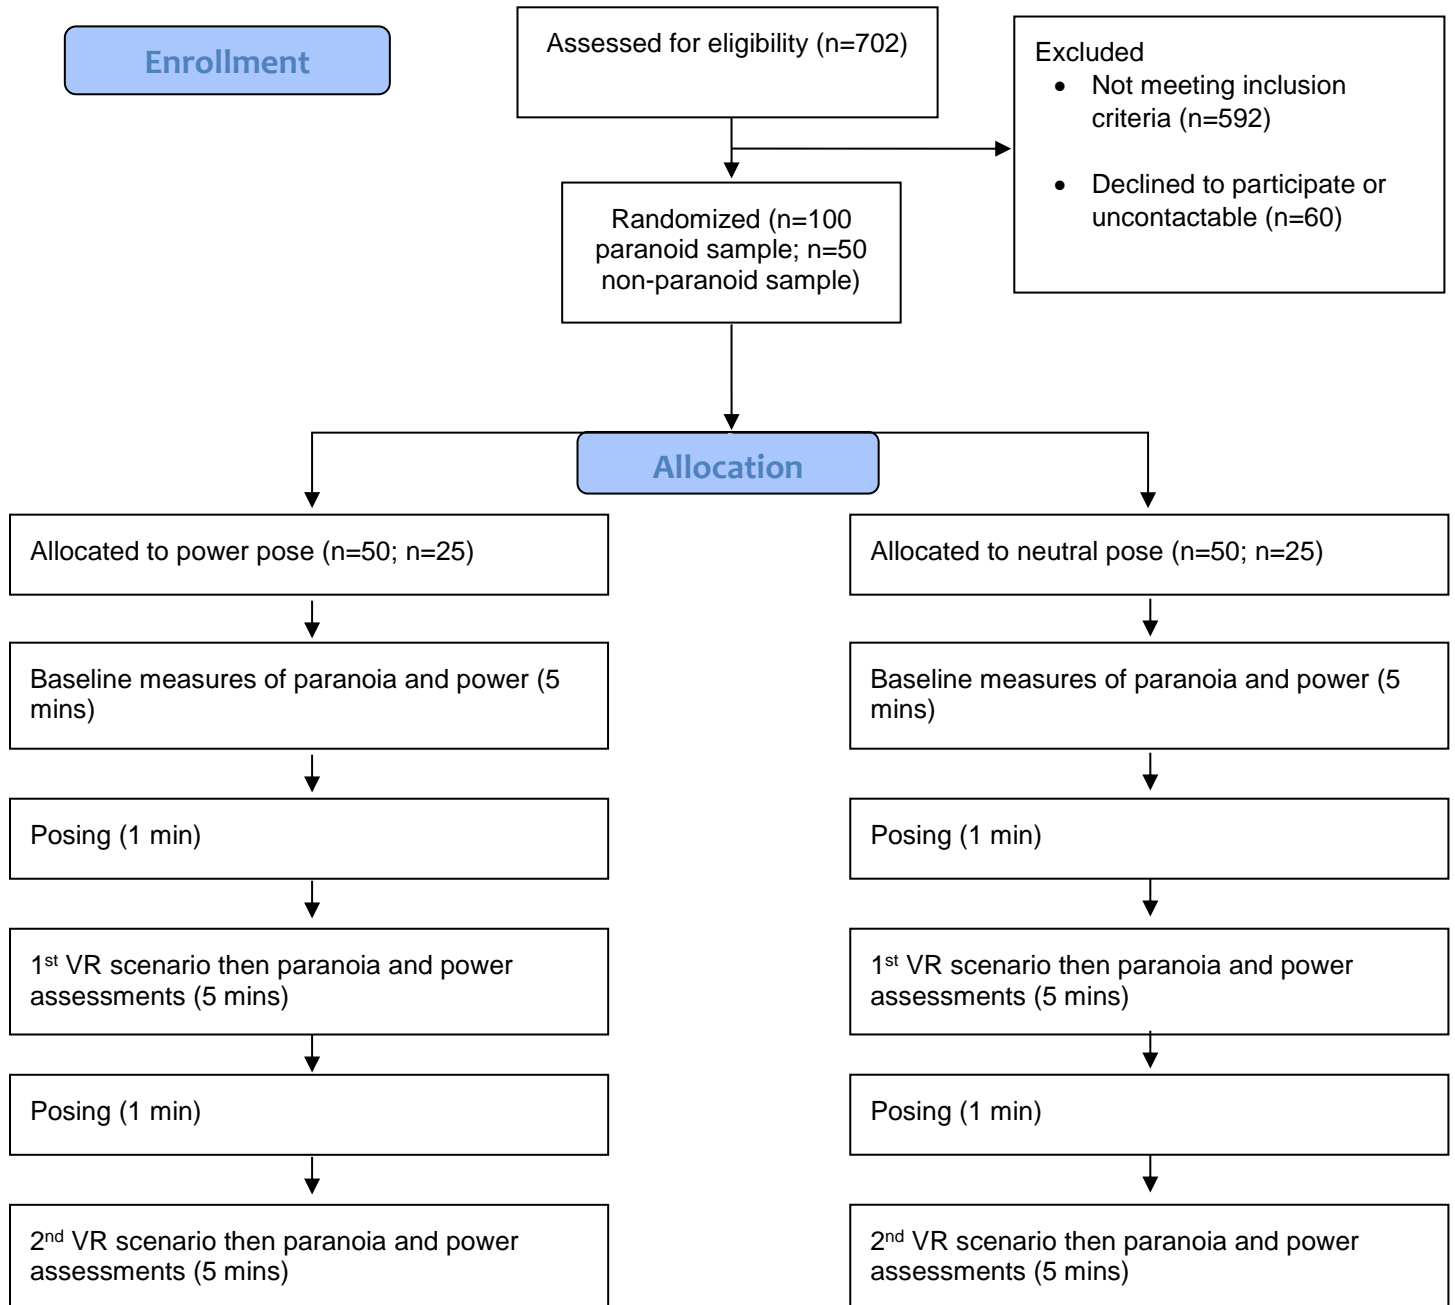 Enrollment
Assessed for eligibility (n=702)
Excluded
• Not meeting inclusion
criteria (n=592)
• Declined to participate or
uncontactable (n=60)
Randomized (n=100
paranoid sample; n=50
non-paranoid sample)
Allocation
Allocated to power pose (n=50; n=25)
Baseline measures of paranoia and power (5
mins)
Posing (1 min)
1st VR scenario then paranoia and power
assessments (5 mins)
Posing (1 min)
2nd VR scenario then paranoia and power
assessments (5 mins)
Allocated to neutral pose (n=50; n=25)
Baseline measures of paranoia and power (5
mins)
Posing (1 min)
1st VR scenario then paranoia and power
assessments (5 mins)
Posing (1 min)
2nd VR scenario then paranoia and power
assessments (5 mins)